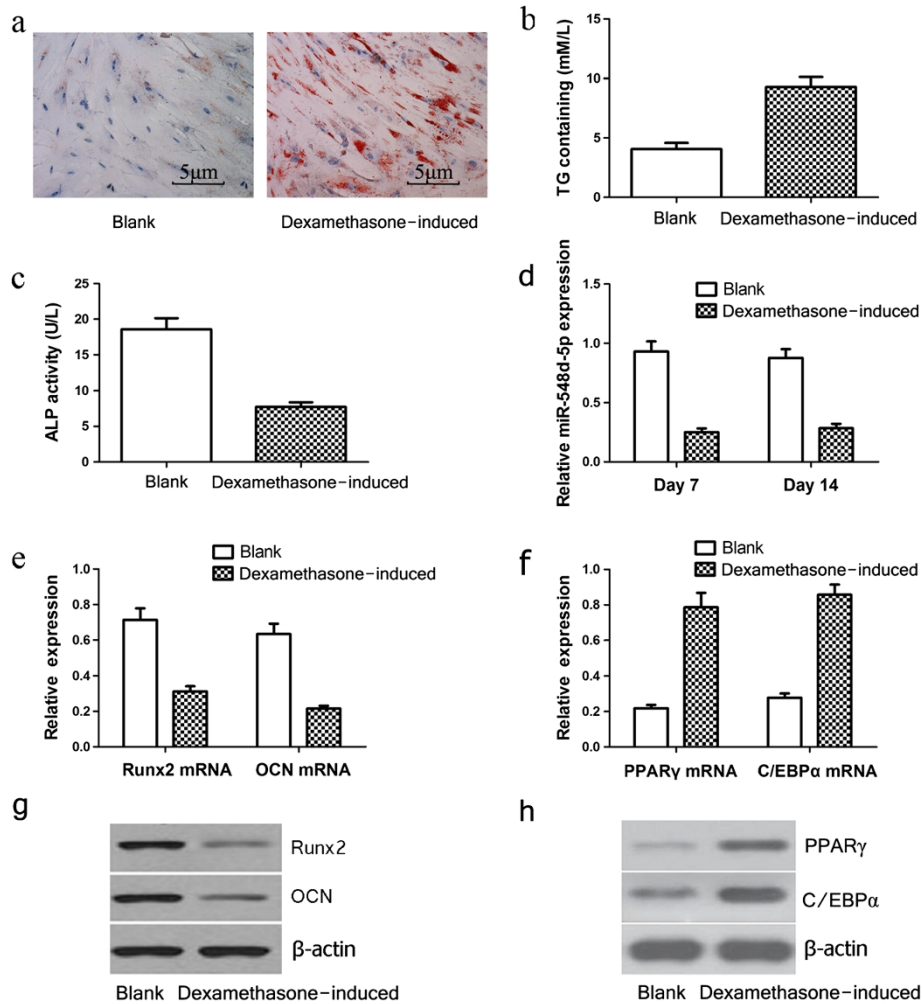 a
5μm
5μm
Blank
Dexamethasone-induced
b
TG containing (mM/L)
15
10
5
0
Blank
Dexamethasone-induced
c
ALP activity (U/L)
25
20
15
10
5
0
Blank
Dexamethasone-induced
d
Relative miR-548d-5p expression
1.5
1.0
0.5
0.0
Blank
Dexamethasone-induced
Day 7
Day 14
e
Relative expression
1.0
0.8
0.6
0.4
0.2
0.0
Blank
Dexamethasone-induced
Runx2 mRNA
OCN mRNA
f
Relative expression
1.0
0.8
0.6
0.4
0.2
0.0
Blank
Dexamethasone-induced
PPARγ mRNA
C/EBPα mRNA
g
Runx2
OCN
β-actin
Blank
Dexamethasone-induced
h
PPARγ
C/EBPα
β-actin
Blank
Dexamethasone-induced